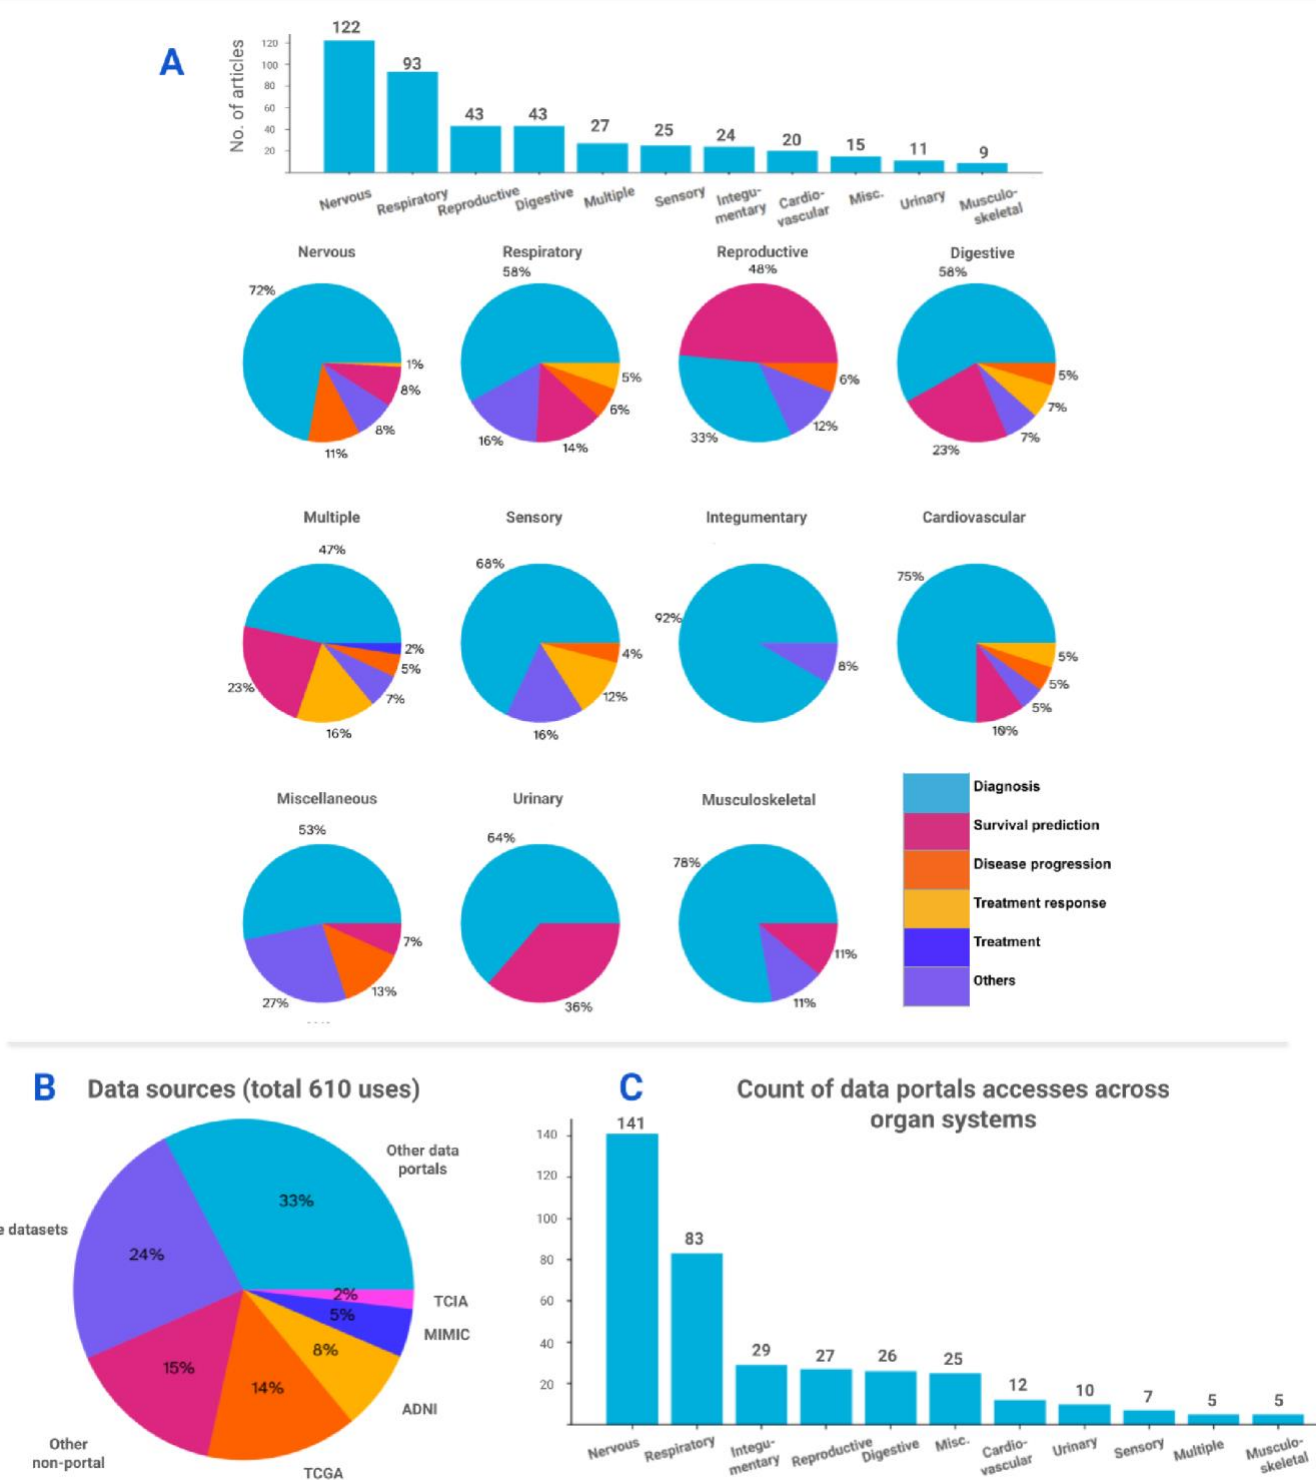 A
No. of articles
120
100
80
60
40
20
122
93
43
43
27
25
24
20
15
11
9
Nervous
Respiratory
Reproductive
Digestive
Multiple
Sensory
Integu-
mentary
Cardio-
vascular
Misc.
Urinary
Musculo-
skeletal
Nervous
72%
1%
8%
8%
11%
Respiratory
58%
5%
6%
14%
16%
Reproductive
48%
6%
12%
33%
Digestive
58%
5%
7%
7%
23%
Multiple
47%
2%
5%
7%
16%
23%
Sensory
68%
4%
12%
16%
Integumentary
92%
8%
Cardiovascular
75%
5%
5%
5%
10%
Miscellaneous
53%
7%
13%
27%
Urinary
64%
36%
Musculoskeletal
78%
11%
11%
Diagnosis
Survival prediction
Disease progression
Treatment response
Treatment
Others
B
Data sources (total 610 uses)
Other data
portals
33%
e datasets
24%
2%
TCIA
5%
MIMIC
8%
ADNI
15%
14%
Other
non-portal
TCGA
C
Count of data portals accesses across
organ systems
140
120
100
80
60
40
20
141
83
29
27
26
25
12
10
7
5
5
Nervous
Respiratory
Integu-
mentary
Reproductive
Digestive
Misc.
Cardio-
vascular
Urinary
Sensory
Multiple
Musculo-
skeletal